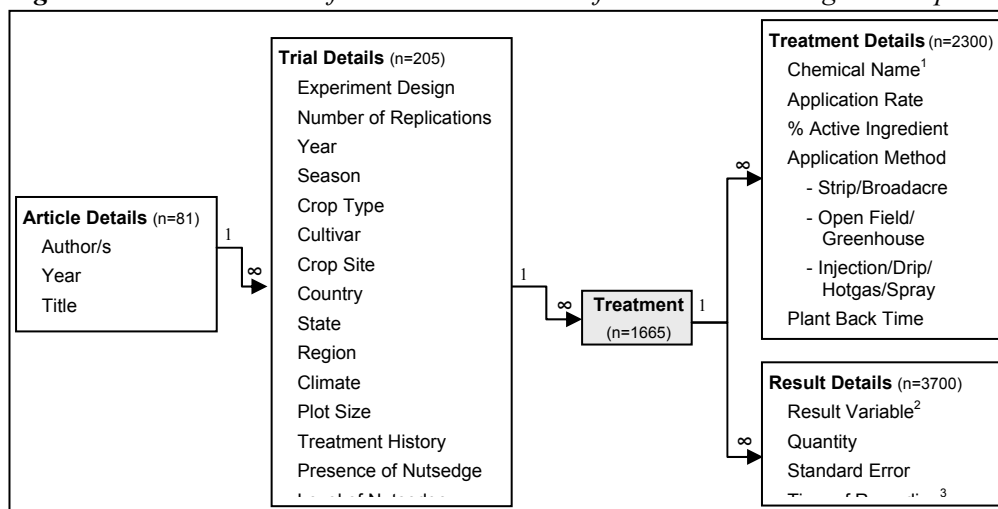 Article Details (n=81)
Author/s
Year
Title
1
∞
Trial Details (n=205)
Experiment Design
Number of Replications
Year
Season
Crop Type
Cultivar
Crop Site
Country
State
Region
Climate
Plot Size
Treatment History
Presence of Nutsedge
1
∞
Treatment
(n=1665)
1
∞
∞
Treatment Details (n=2300)
Chemical Name1
Application Rate
% Active Ingredient
Application Method
- Strip/Broadacre
- Open Field/
Greenhouse
- Injection/Drip/
Hotgas/Spray
Plant Back Time
Result Details (n=3700)
Result Variable2
Quantity
Standard Error